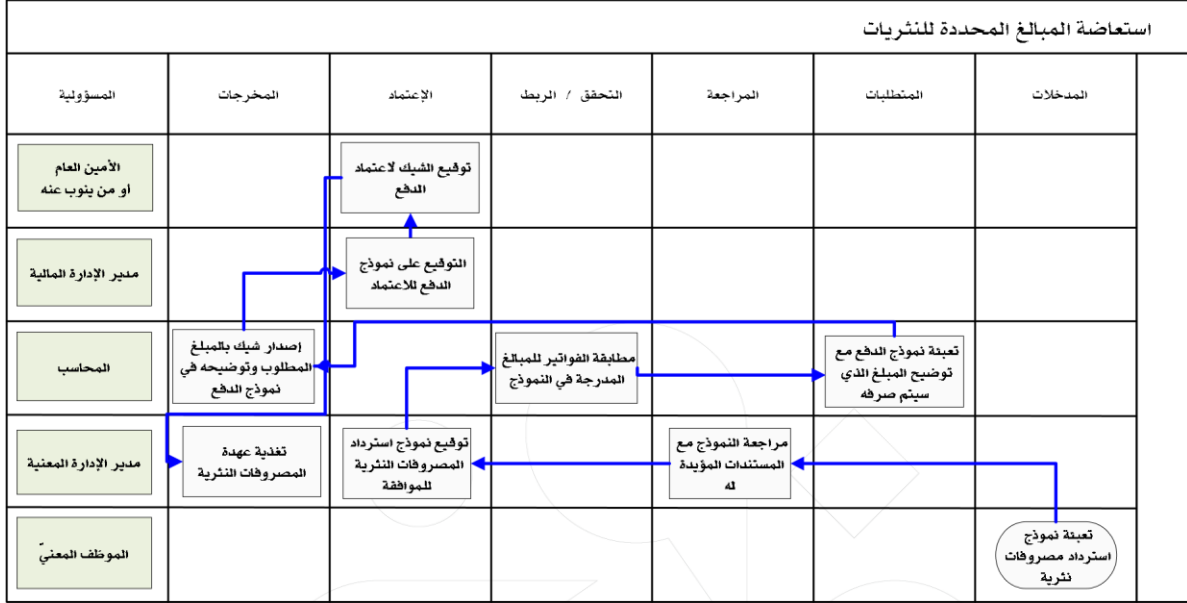 استعاضة المبالغ المحددة للنثريات
المدخلات
المتطلبات
المراجعة
التحقق / الربط
الإعتماد
المخرجات
المسؤولية
توقيع الشيك لاعتماد
الدفع
الأمين العام
أو من ينوب عنه
التوقيع على نموذج
الدفع للاعتماد
مدير الإدارة المالية
تعبئة نموذج الدفع مع
توضيح المبلغ الذي
سيتم صرفه
مطابقة الفواتير للمبالغ
المدرجة في النموذج
إصدار شيك بالمبلغ
المطلوب وتوضيحه في
نموذج الدفع
المحاسب
مراجعة النموذج مع
المستندات المؤيدة
له
توقيع نموذج استرداد
المصروفات النثرية
للموافقة
تغذية عهدة
المصروفات النثرية
مدير الإدارة المعنية
تعبئة نموذج
استرداد مصروفات
نثرية
الموظف المعنيّ